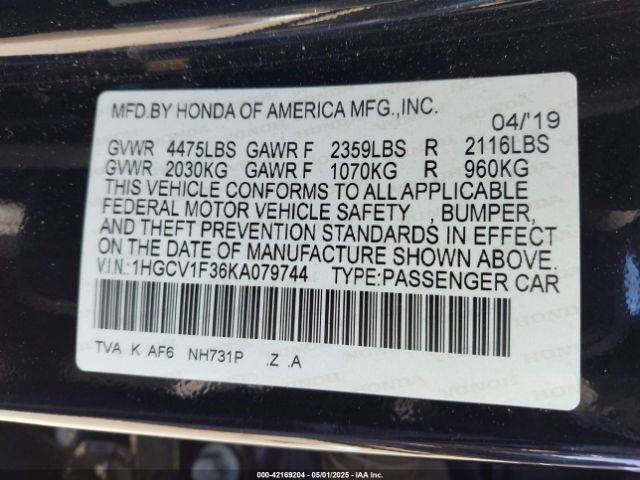 MFD.BY HONDA OF AMERICA MFG.,INC. 04/'19
GVWR 4475LBS GAWR F 2359LBS R 2116LBS
GVWR 2030KG GAWR F 1070KG R 960KG
THIS VEHICLE CONFORMS TO ALL APPLICABLE
FEDERAL MOTOR VEHICLE SAFETY , BUMPER,
AND THEFT PREVENTION STANDARDS IN EFFECT
ON THE DATE OF MANUFACTURE SHOWN ABOVE.
V.I.N.:1HGCV1F36KA079744 TYPE:PASSENGER CAR
TVA K AF6 NH731P .Z .A
000-42169204 - 05/01/2025 - IAA Inc.